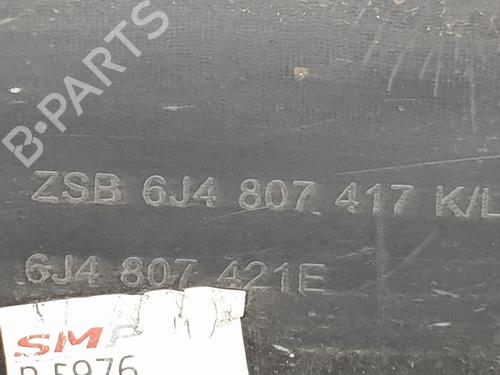 B-PARTS
ZSB 6J4 807 417 K/L
6J4 807 421E
SMP
B 5976